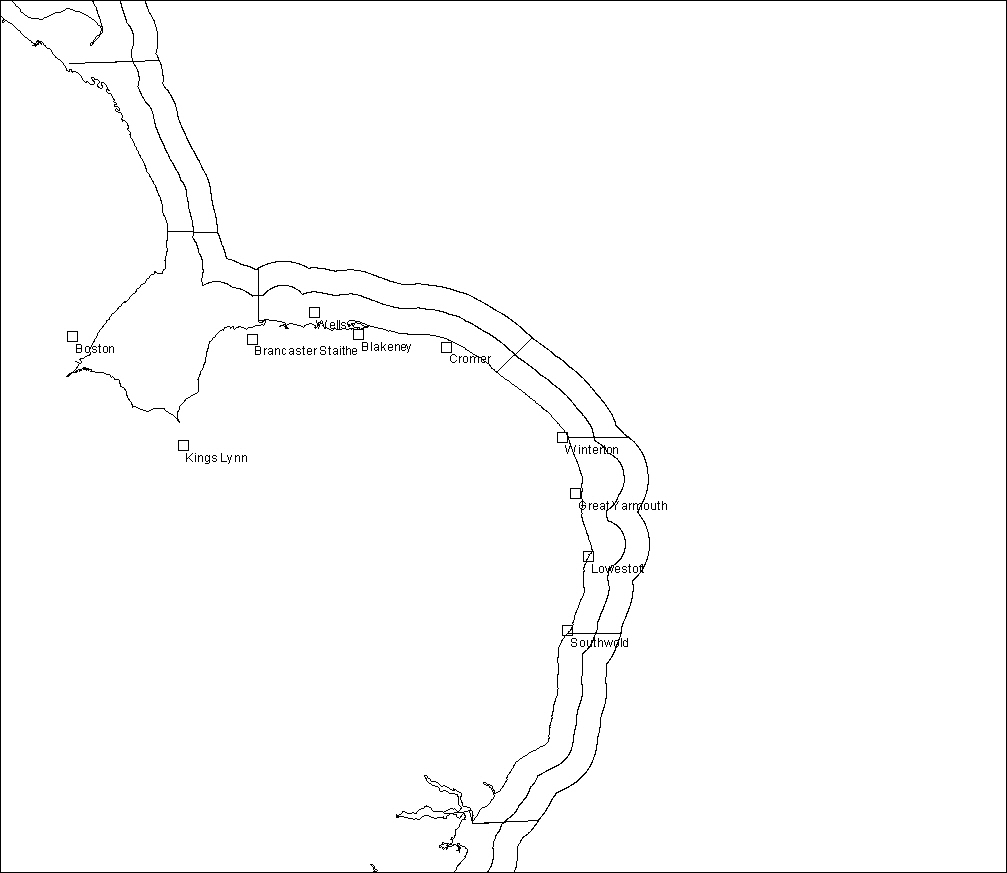 Wells
Boston
Brancaster Staithe
Blakeney
Cromer
Kings Lynn
Winterton
Great Yarmouth
Lowestoft
Southwold